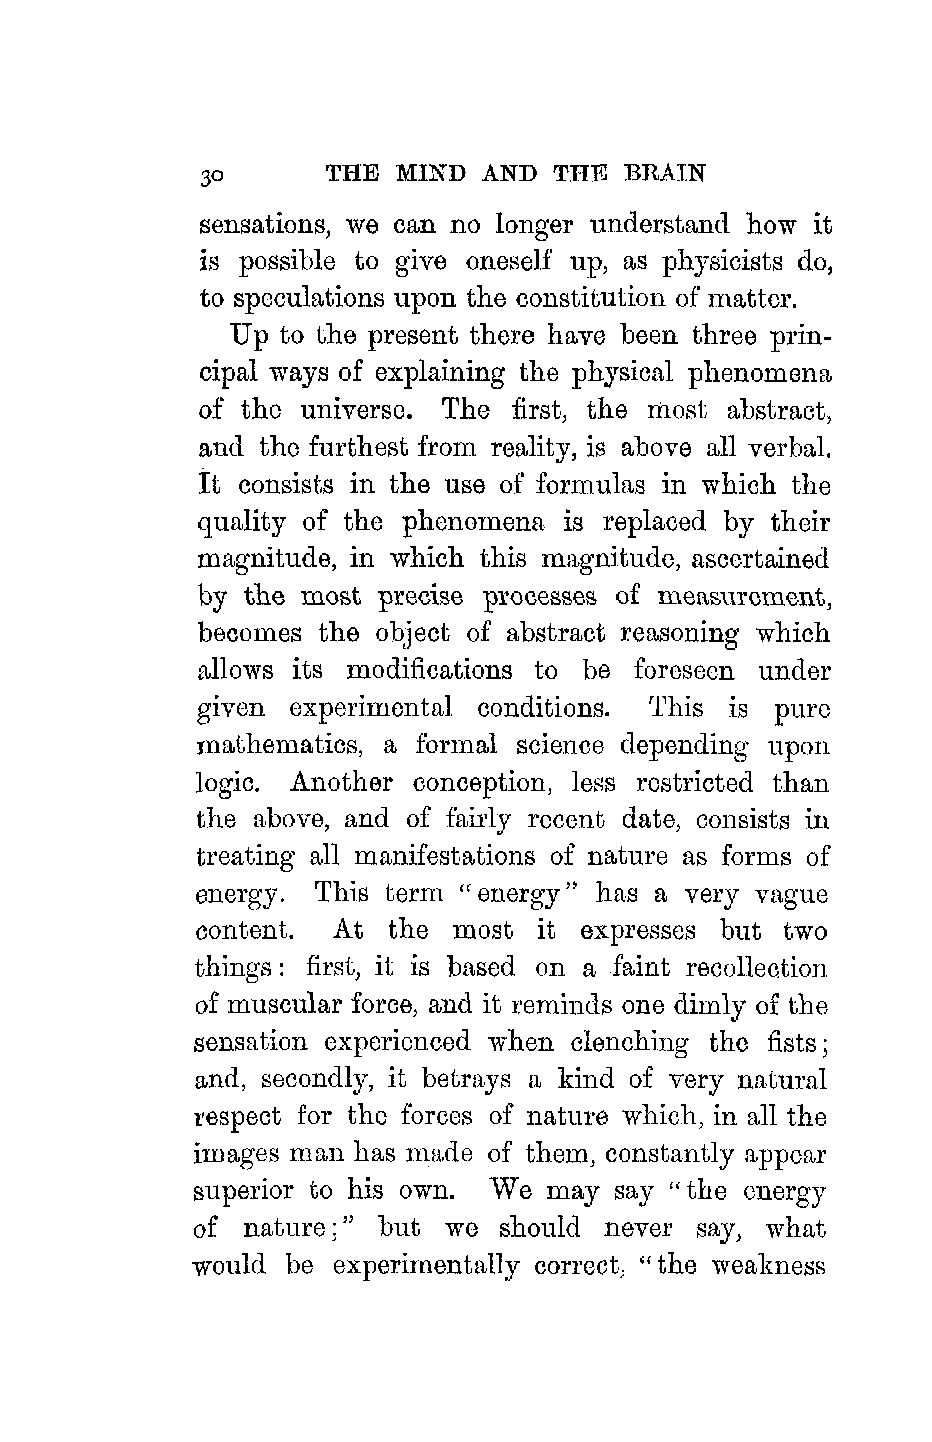 30 THE MIND AND THE BRAIN
sensations, we can no longer understand how it
is possible to give oneself up, as physicists do,
to speculations upon the constitution of matter.
Up to the present there have been three prin-
cipal ways of explaining the physical phenomena
of the universe. The first, the most abstract,
and the furthest from reality, is above all verbal.
It consists in the use of formulas in which the
quality of the phenomena is replaced by their
magnitude, in which this magnitude, ascertained
by the most precise processes of measurement,
becomes the object of abstract reasoning which
allows its modifications to be foreseen under
given experimental conditions. This is pure
mathematics, a formal science depending upon
logic. Another conception, less restricted than
the above, and of fairly recent date, consists in
treating all manifestations of nature as forms of
energy. This term "energy" has a very vague
content. At the most it expresses but two
things: first, it is based on a faint recollection
of muscular force, and it reminds one dimly of the
sensation experienced when clenching the fists;
and, secondly, it betrays a kind of very natural
respect for the forces of nature which, in all the
images man has made of them, constantly appear
superior to his own. We may say "the energy
of nature;" but we should never say, what
would be experimentally correct, "the weakness